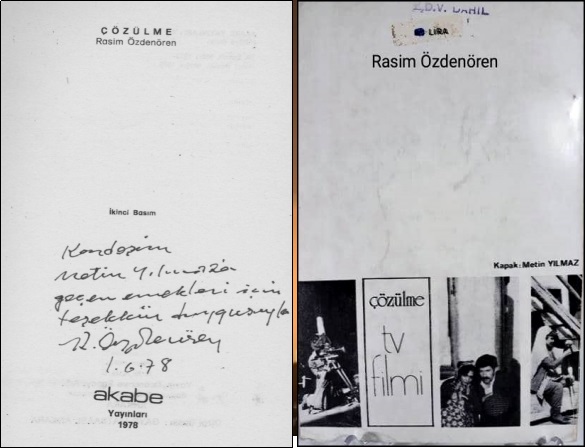 ÇÖZÜLME
Rasim Özdenören
İkinci Basım
Kardeşim
Metin Yılmaz'a
geçen emekleri için
teşekkür duygusuyla
R. Özdenören
1.6.78
akabe
Yayınları
1978
K.D.V. DAHİL
LİRA
Rasim Özdenören
Kapak: Metin YILMAZ
çözülme
tv
filmi